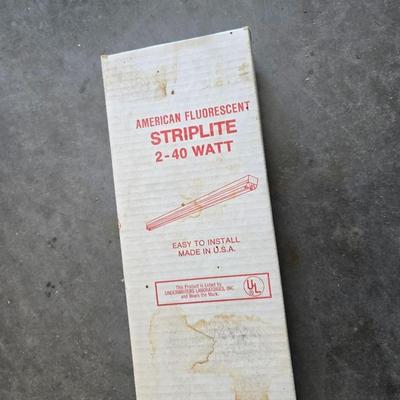 AMERICAN FLUORESCENT
STRIPLITE
2-40 WATT
EASY TO INSTALL
MADE IN U.S.A.
This Product is Listed by
UNDERWRITERS LABORATORIES, INC.
and Bears the Mark.
UL